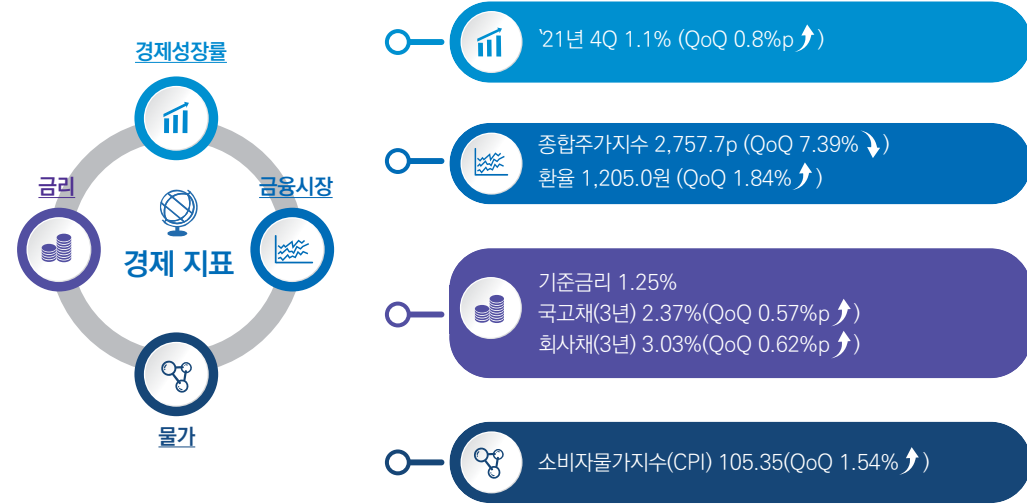 경제성장률
금리
금융시장
경제 지표
물가
`21년 4Q 1.1% (QoQ 0.8%p)
종합주가지수 2,757.7p (QoQ 7.39%)
환율 1,205.0원 (QoQ 1.84%)
기준금리 1.25%
국고채(3년) 2.37%(QoQ 0.57%p)
회사채(3년) 3.03%(QoQ 0.62%p)
소비자물가지수(CPI) 105.35(QoQ 1.54%)